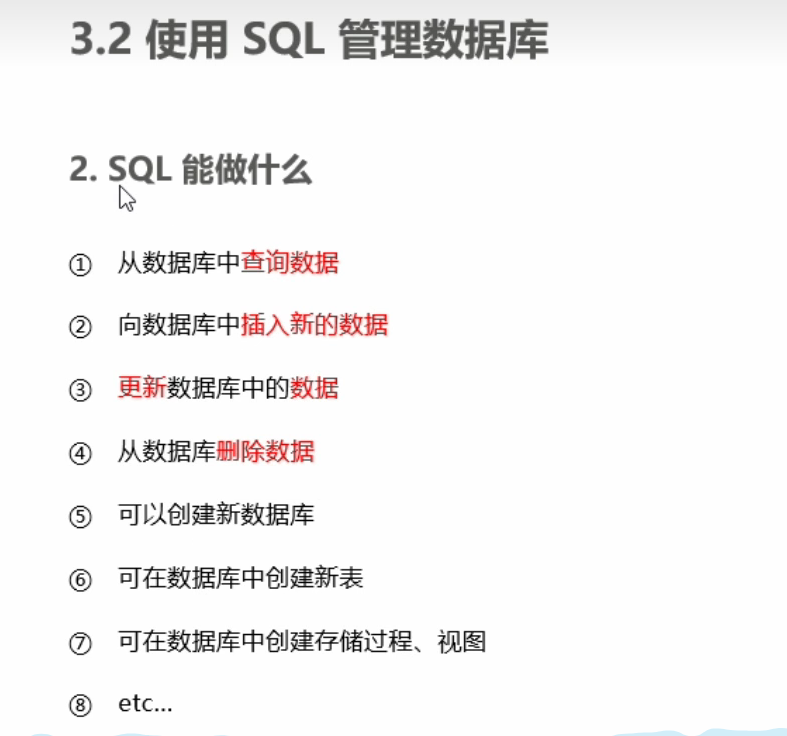 3.2 使用 SQL 管理数据库
2. SQL 能做什么
① 从数据库中查询数据
② 向数据库中插入新的数据
③ 更新数据库中的数据
④ 从数据库删除数据
⑤ 可以创建新数据库
⑥ 可在数据库中创建新表
⑦ 可在数据库中创建存储过程、视图
⑧ etc...